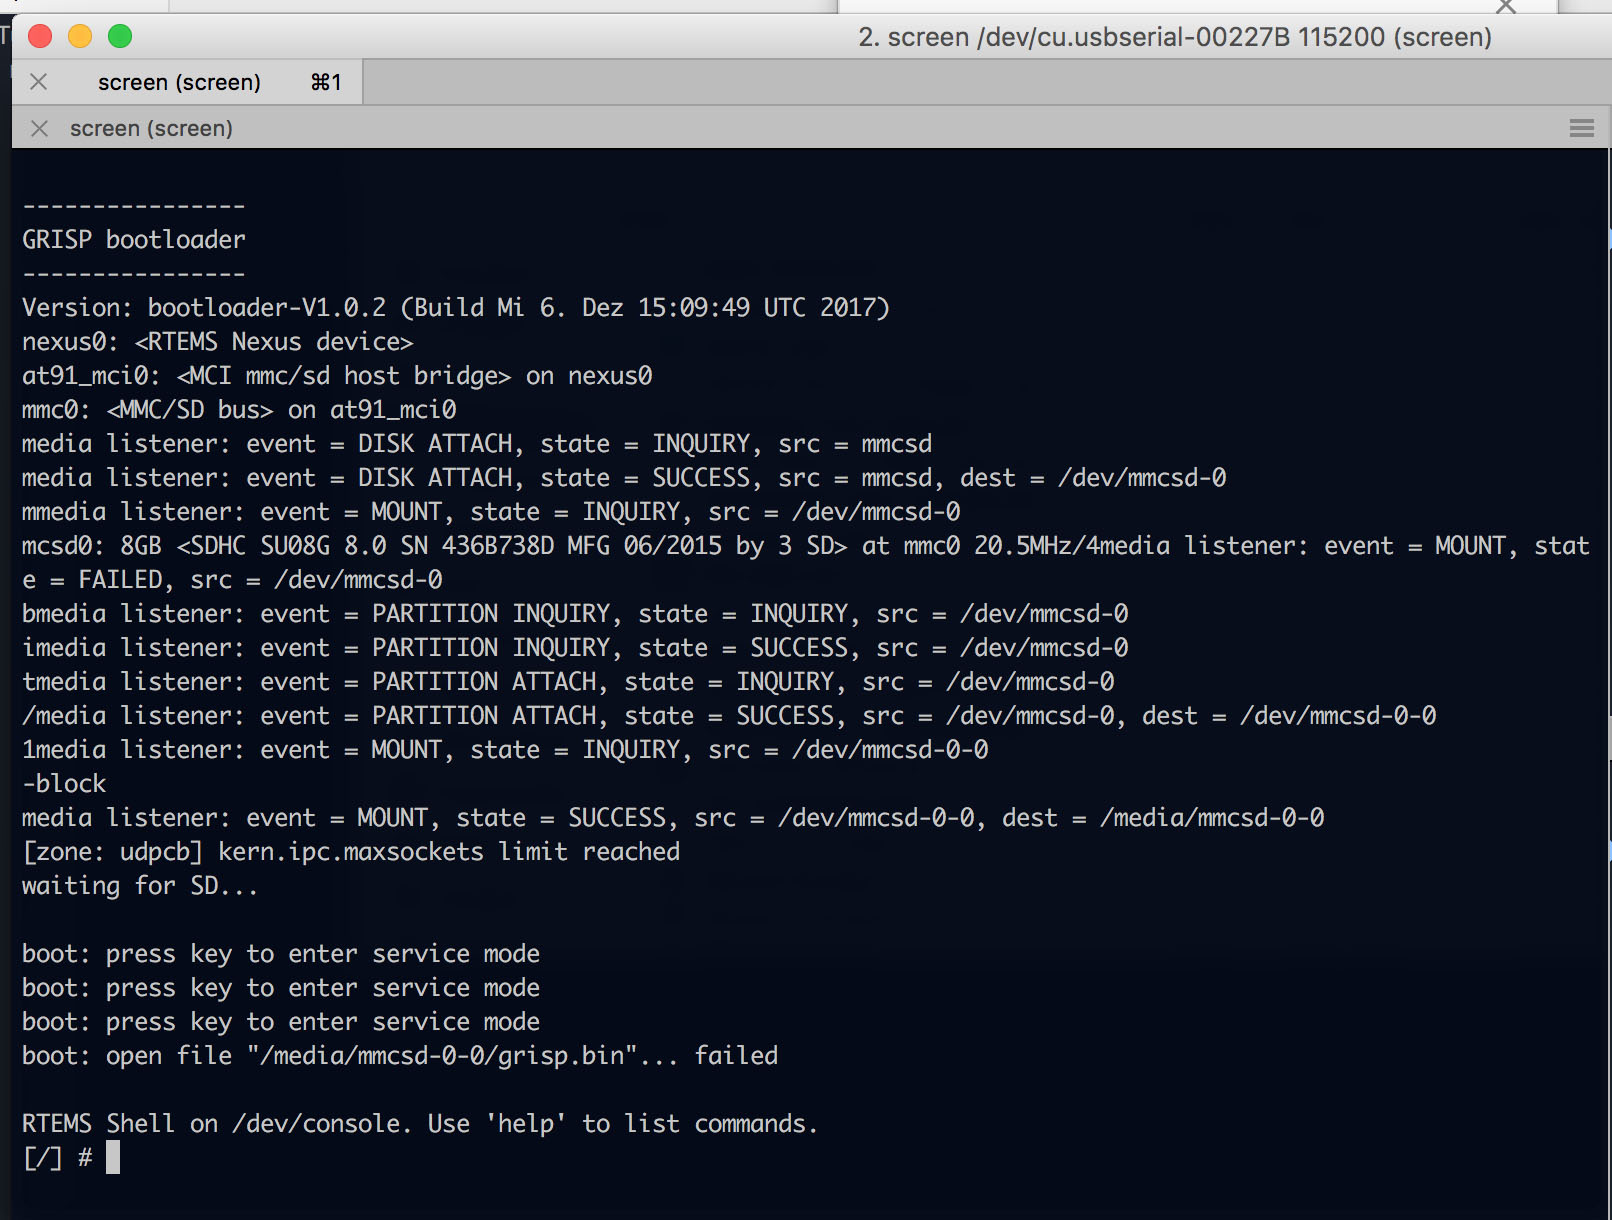 2. screen /dev/cu.usbserial-00227B 115200 (screen)
screen (screen) ⌘1
screen (screen)
----------------
GRISP bootloader
----------------
Version: bootloader-V1.0.2 (Build Mi 6. Dez 15:09:49 UTC 2017)
nexus0: <RTEMS Nexus device>
at91_mci0: <MCI mmc/sd host bridge> on nexus0
mmc0: <MMC/SD bus> on at91_mci0
media listener: event = DISK ATTACH, state = INQUIRY, src = mmcsd
media listener: event = DISK ATTACH, state = SUCCESS, src = mmcsd, dest = /dev/mmcsd-0
mmedia listener: event = MOUNT, state = INQUIRY, src = /dev/mmcsd-0
mcsd0: 8GB <SDHC SU08G 8.0 SN 436B738D MFG 06/2015 by 3 SD> at mmc0 20.5MHz/4media listener: event = MOUNT, stat
e = FAILED, src = /dev/mmcsd-0
bmedia listener: event = PARTITION INQUIRY, state = INQUIRY, src = /dev/mmcsd-0
imedia listener: event = PARTITION INQUIRY, state = SUCCESS, src = /dev/mmcsd-0
tmedia listener: event = PARTITION ATTACH, state = INQUIRY, src = /dev/mmcsd-0
/media listener: event = PARTITION ATTACH, state = SUCCESS, src = /dev/mmcsd-0, dest = /dev/mmcsd-0-0
1media listener: event = MOUNT, state = INQUIRY, src = /dev/mmcsd-0-0
-block
media listener: event = MOUNT, state = SUCCESS, src = /dev/mmcsd-0-0, dest = /media/mmcsd-0-0
[zone: udpcb] kern.ipc.maxsockets limit reached
waiting for SD...
boot: press key to enter service mode
boot: press key to enter service mode
boot: press key to enter service mode
boot: open file "/media/mmcsd-0-0/grisp.bin"... failed
RTEMS Shell on /dev/console. Use 'help' to list commands.
[/] #